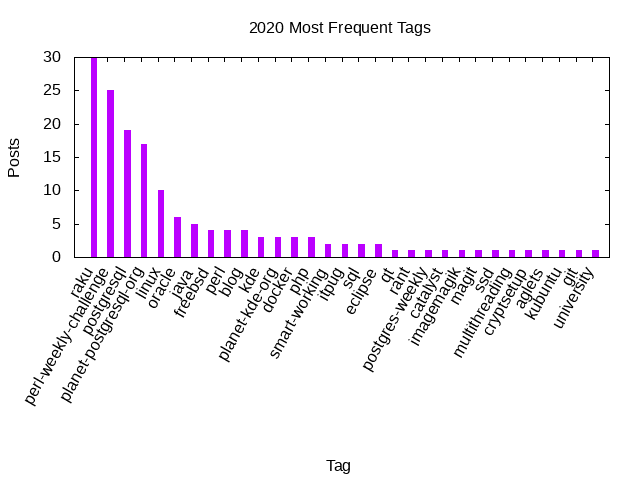 2020 Most Frequent Tags
Posts
30
25
20
15
10
5
0
raku
perl-weekly-challenge
postgresql
planet-postgresql-org
linux
oracle
java
freebsd
perl
blog
kde
planet-kde-org
docker
php
smart-working
itpug
sql
eclipse
qt
rant
postgres-weekly
catalyst
imagemagik
magit
ssd
multithreading
cryptsetup
aglets
kubuntu
git
university
Tag